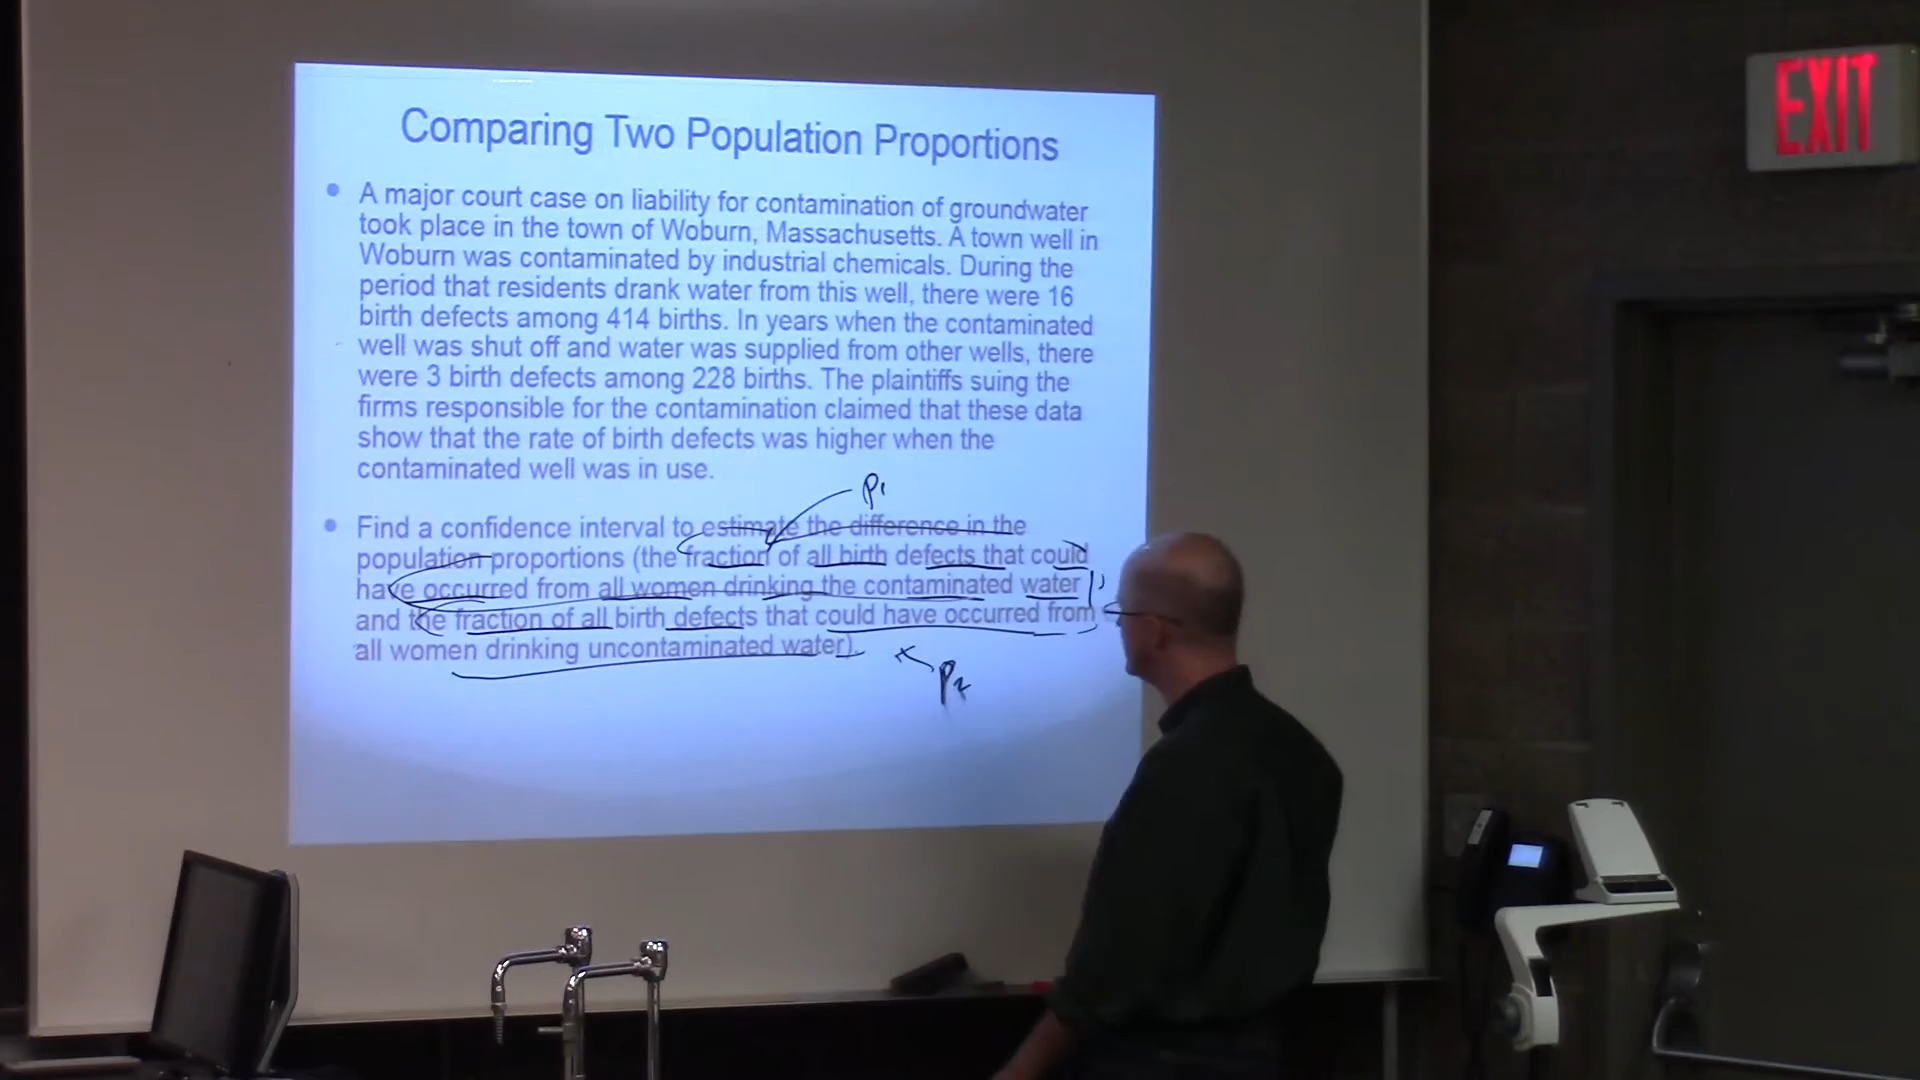 EXIT
Comparing Two Population Proportions
• A major court case on liability for contamination of groundwater
took place in the town of Woburn, Massachusetts. A town well in
Woburn was contaminated by industrial chemicals. During the
period that residents drank water from this well, there were 16
birth defects among 414 births. In years when the contaminated
well was shut off and water was supplied from other wells, there
were 3 birth defects among 228 births. The plaintiffs suing the
firms responsible for the contamination claimed that these data
show that the rate of birth defects was higher when the
contaminated well was in use.
P1
• Find a confidence interval to estimate the difference in the
population proportions (the fraction of all birth defects that could
have occurred from all women drinking the contaminated water
and the fraction of all birth defects that could have occurred from
all women drinking uncontaminated water).
P2